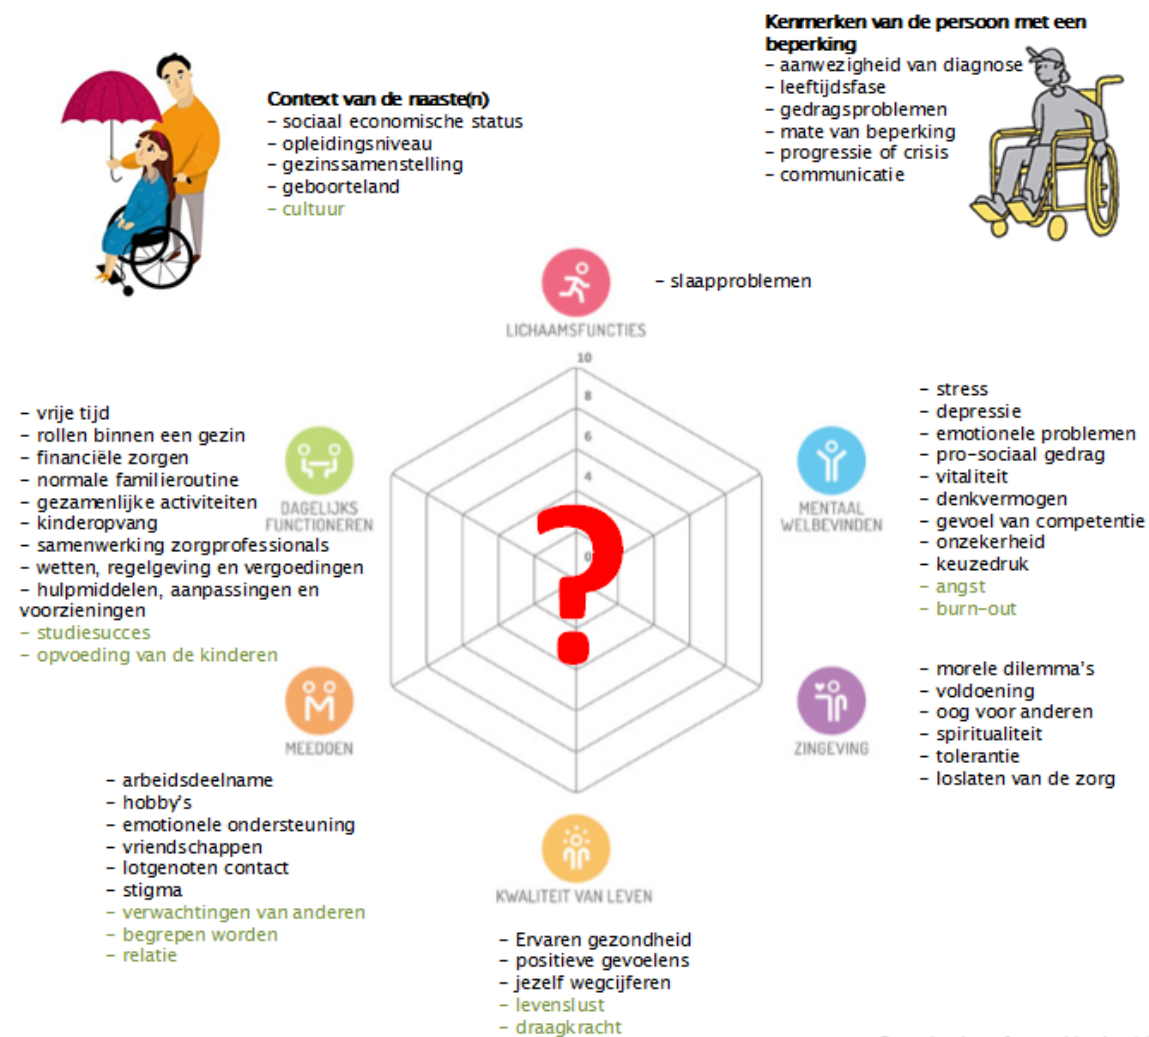 Kenmerken van de persoon met een
beperking
- aanwezigheid van diagnose
- leeftijdsfase
- gedragsproblemen
- mate van beperking
- progressie of crisis
- communicatie
Context van de naaste(n)
- sociaal economische status
- opleidingsniveau
- gezinssamenstelling
- geboorteland
- cultuur
- slaapproblemen
LICHAAMSFUNCTIES
10
8
6
4
0
?
- vrije tijd
- rollen binnen een gezin
- financiële zorgen
- normale familieroutine
- gezamenlijke activiteiten
- kinderopvang
- samenwerking zorgprofessionals
- wetten, regelgeving en vergoedingen
- hulpmiddelen, aanpassingen en
voorzieningen
- studiesucces
- opvoeding van de kinderen
DAGELIJKS
FUNCTIONEREN
- stress
- depressie
- emotionele problemen
- pro-sociaal gedrag
- vitaliteit
- denkvermogen
- gevoel van competentie
- onzekerheid
- keuzedruk
- angst
- burn-out
MENTAAL
WELBEVINDEN
MEEDOEN
- arbeidsdeelname
- hobby's
- emotionele ondersteuning
- vriendschappen
- lotgenoten contact
- stigma
- verwachtingen van anderen
- begrepen worden
- relatie
ZINGEVING
- morele dilemma's
- voldoening
- oog voor anderen
- spiritualiteit
- tolerantie
- loslaten van de zorg
KWALITEIT VAN LEVEN
- Ervaren gezondheid
- positieve gevoelens
- jezelf wegcijferen
- levenslust
- draagkracht